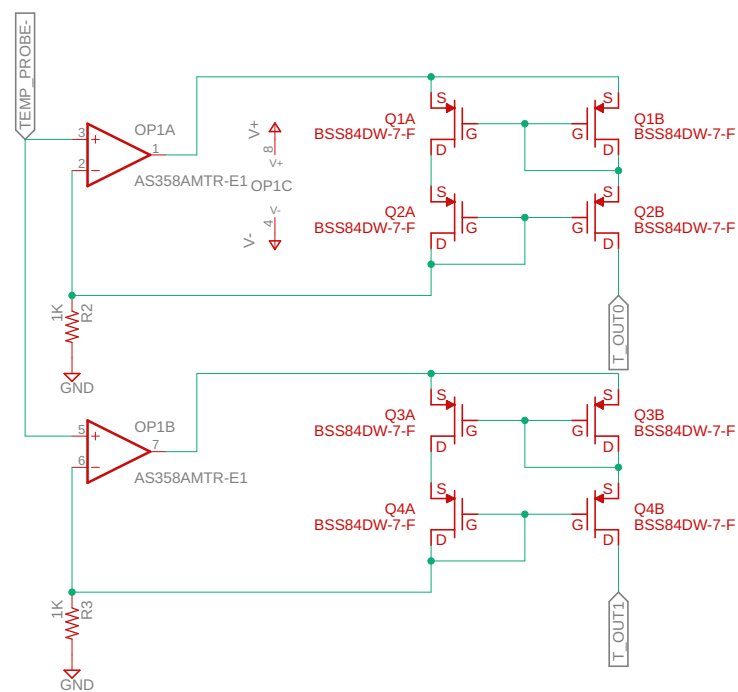 TEMP_PROBE-
OP1A
3
+
2
−
1
AS358AMTR-E1
V+
8
V+
OP1C
V-
4
V-
S
G
D
Q1A
BSS84DW-7-F
S
G
D
Q1B
BSS84DW-7-F
S
G
D
Q2A
BSS84DW-7-F
S
G
D
Q2B
BSS84DW-7-F
1K
R2
GND
T_OUT0
OP1B
5
+
6
−
7
AS358AMTR-E1
S
G
D
Q3A
BSS84DW-7-F
S
G
D
Q3B
BSS84DW-7-F
S
G
D
Q4A
BSS84DW-7-F
S
G
D
Q4B
BSS84DW-7-F
1K
R3
GND
T_OUT1